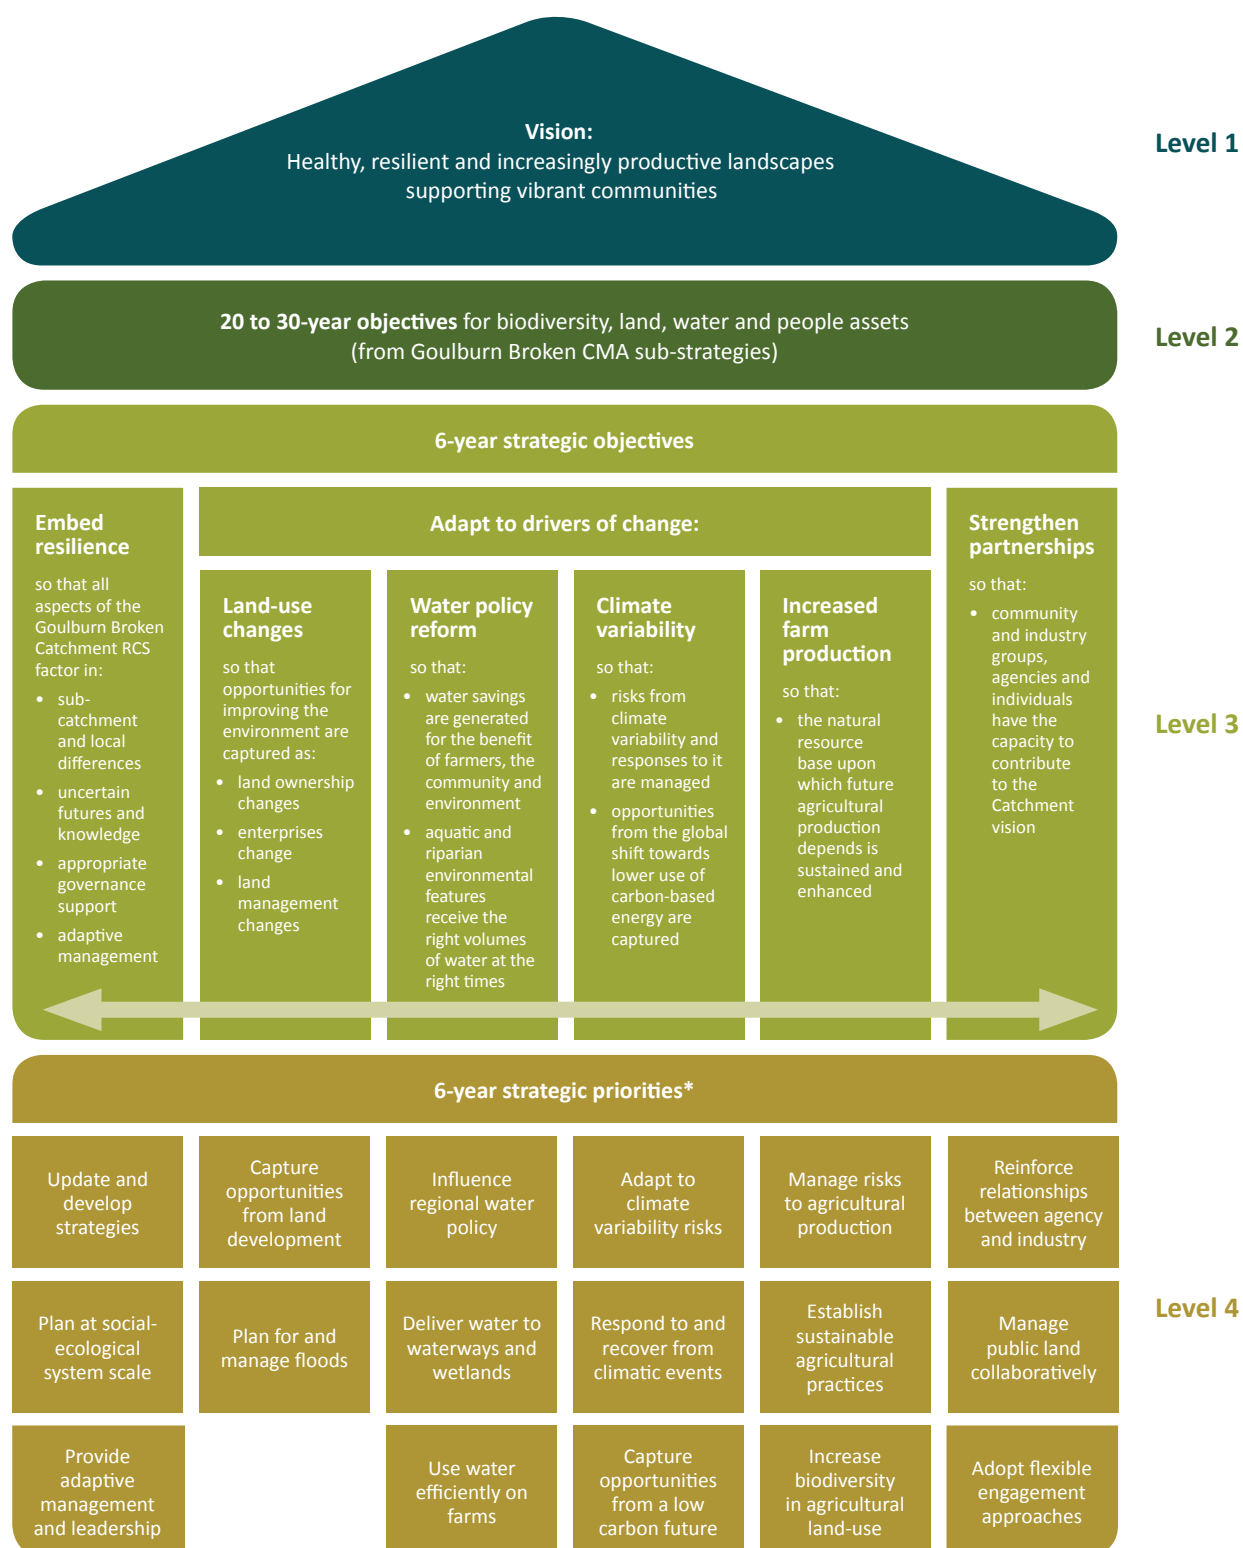 Vision:
Healthy, resilient and increasingly productive landscapes
supporting vibrant communities
Level 1
20 to 30-year objectives for biodiversity, land, water and people assets
(from Goulburn Broken CMA sub-strategies)
Level 2
6-year strategic objectives
Embed
resilience
so that all
aspects of the
Goulburn Broken
Catchment RCS
factor in:
• sub-
catchment
and local
differences
• uncertain
futures and
knowledge
• appropriate
governance
support
• adaptive
management
Adapt to drivers of change:
Land-use
changes
so that
opportunities for
improving the
environment are
captured as:
• land ownership
changes
• enterprises
change
• land
management
changes
Water policy
reform
so that:
• water savings
are generated
for the benefit
of farmers, the
community and
environment
• aquatic and
riparian
environmental
features
receive the
right volumes
of water at the
right times
Climate
variability
so that:
• risks from
climate
variability and
responses to it
are managed
• opportunities
from the global
shift towards
lower use of
carbon-based
energy are
captured
Increased
farm
production
so that:
• the natural
resource
base upon
which future
agricultural
production
depends is
sustained and
enhanced
Strengthen
partnerships
so that:
• community
and industry
groups,
agencies and
individuals
have the
capacity to
contribute
to the
Catchment
vision
Level 3
6-year strategic priorities*
Update and
develop
strategies
Capture
opportunities
from land
development
Influence
regional water
policy
Adapt to
climate
variability risks
Manage risks
to agricultural
production
Reinforce
relationships
between agency
and industry
Plan at social-
ecological
system scale
Plan for and
manage floods
Deliver water to
waterways and
wetlands
Respond to and
recover from
climatic events
Establish
sustainable
agricultural
practices
Manage
public land
collaboratively
Level 4
Provide
adaptive
management
and leadership
Use water
efficiently on
farms
Capture
opportunities
from a low
carbon future
Increase
biodiversity
in agricultural
land-use
Adopt flexible
engagement
approaches